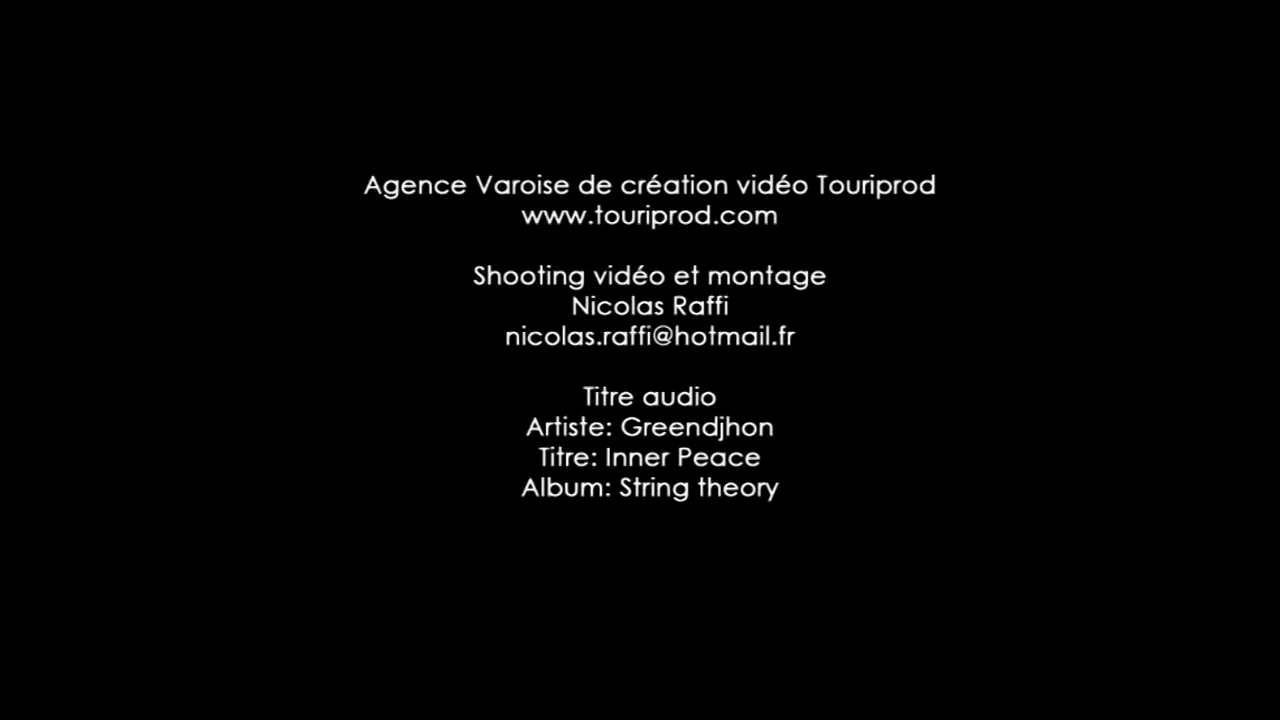 Agence Varoise de création vidéo Touriprod
www.touriprod.com
Shooting vidéo et montage
Nicolas Raffi
nicolas.raffi@hotmail.fr
Titre audio
Artiste: Greendjhon
Titre: Inner Peace
Album: String theory